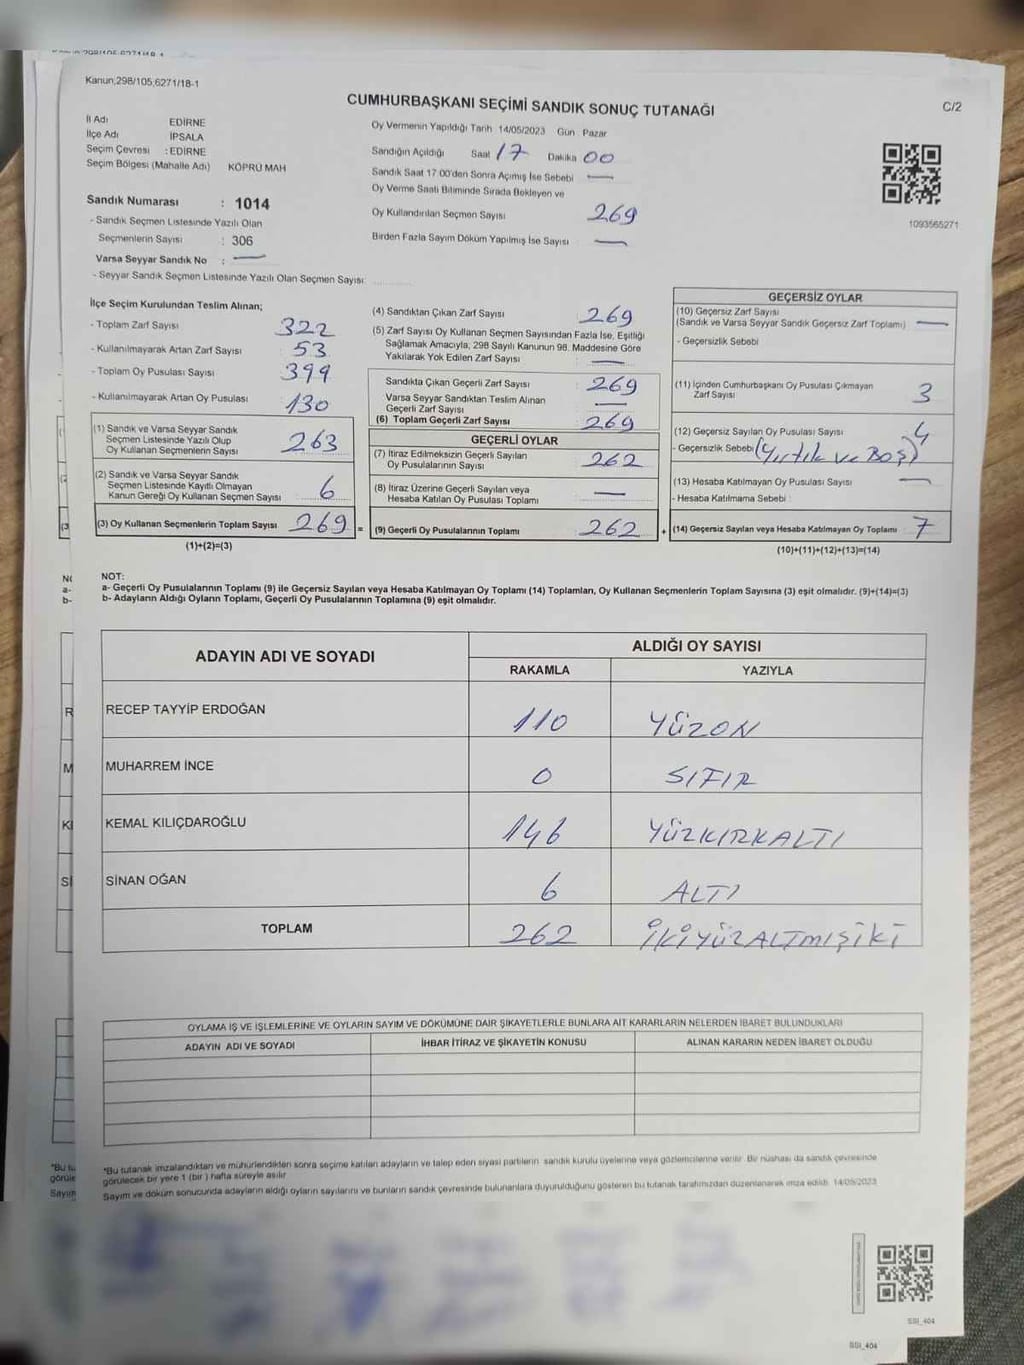 Kanun;298/105;6271/18-1
C/2
CUMHURBAŞKANI SEÇİMİ SANDIK SONUÇ TUTANAĞI
İl Adı EDİRNE
İlçe Adı İPSALA
Seçim Çevresi : EDİRNE
Seçim Bölgesi (Mahalle Adı) KÖPRÜ MAH
Sandık Numarası : 1014
- Sandık Seçmen Listesinde Yazılı Olan
Seçmenlerin Sayısı : 306
Varsa Seyyar Sandık No : —
- Seyyar Sandık Seçmen Listesinde Yazılı Olan Seçmen Sayısı:
Oy Vermenin Yapıldığı Tarih 14/05/2023 Gün Pazar
Sandığın Açıldığı Saat 17 Dakika 00
Sandık Saat 17.00'den Sonra Açımış İse Sebebi —
Oy Verme Saati Bitiminde Sırada Bekleyen ve
Oy Kullandırılan Seçmen Sayısı 269
Birden Fazla Sayım Döküm Yapılmış İse Sayısı —
1093565271
İlçe Seçim Kurulundan Teslim Alınan;
- Toplam Zarf Sayısı 322
- Kullanılmayarak Artan Zarf Sayısı 53
- Toplam Oy Pusulası Sayısı 399
- Kullanılmayarak Artan Oy Pusulası 130
(1) Sandık ve Varsa Seyyar Sandık
Seçmen Listesinde Yazılı Olup
Oy Kullanan Seçmenlerin Sayısı 263
(2) Sandık ve Varsa Seyyar Sandık
Seçmen Listesinde Kayıtlı Olmayan
Kanun Gereği Oy Kullanan Seçmen Sayısı 6
(3) Oy Kullanan Seçmenlerin Toplam Sayısı 269 =
(1)+(2)=(3)
(4) Sandıktan Çıkan Zarf Sayısı : 269
(5) Zarf Sayısı Oy Kullanan Seçmen Sayısından Fazla İse, Eşitliği
Sağlamak Amacıyla, 298 Sayılı Kanunun 98. Maddesine Göre
Yakılarak Yok Edilen Zarf Sayısı : —
Sandıkta Çıkan Geçerli Zarf Sayısı : 269
Varsa Seyyar Sandıktan Teslim Alınan
Geçerli Zarf Sayısı : —
(6) Toplam Geçerli Zarf Sayısı : 269
GEÇERLİ OYLAR
(7) İtiraz Edilmeksizin Geçerli Sayılan
Oy Pusulalarının Sayısı : 262
(8) İtiraz Üzerine Geçerli Sayılan veya
Hesaba Katılan Oy Pusulası Toplamı : —
(9) Geçerli Oy Pusulalarının Toplamı 262 +
GEÇERSİZ OYLAR
(10) Geçersiz Zarf Sayısı
(Sandık ve Varsa Seyyar Sandık Geçersiz Zarf Toplamı) —
- Geçersizlik Sebebi
(11) İçinden Cumhurbaşkanı Oy Pusulası Çıkmayan
Zarf Sayısı 3
(12) Geçersiz Sayılan Oy Pusulası Sayısı 4
- Geçersizlik Sebebi (Yırtık ve Boş)
(13) Hesaba Katılmayan Oy Pusulası Sayısı —
- Hesaba Katılmama Sebebi :
(14) Geçersiz Sayılan veya Hesaba Katılmayan Oy Toplamı 7
(10)+(11)+(12)+(13)=(14)
NOT:
a- Geçerli Oy Pusulalarının Toplamı (9) ile Geçersiz Sayılan veya Hesaba Katılmayan Oy Toplamı (14) Toplamları, Oy Kullanan Seçmenlerin Toplam Sayısına (3) eşit olmalıdır. (9)+(14)=(3)
b- Adayların Aldığı Oyların Toplamı, Geçerli Oy Pusulalarının Toplamına (9) eşit olmalıdır.
ADAYIN ADI VE SOYADI ALDIĞI OY SAYISI
RAKAMLA YAZIYLA
RECEP TAYYİP ERDOĞAN 110 YÜZON
MUHARREM İNCE 0 SIFIR
KEMAL KILIÇDAROĞLU 146 YÜZKIRKALTI
SİNAN OĞAN 6 ALTI
TOPLAM 262 İKİYÜZALTMIŞİKİ
OYLAMA İŞ VE İŞLEMLERİNE VE OYLARIN SAYIM VE DÖKÜMÜNE DAİR ŞİKAYETLERLE BUNLARA AİT KARARLARIN NELERDEN İBARET BULUNDUKLARI
ADAYIN ADI VE SOYADI İHBAR İTİRAZ VE ŞİKAYETİN KONUSU ALINAN KARARIN NEDEN İBARET OLDUĞU
*Bu tutanak imzalandıktan ve mühürlendikten sonra seçime katılan adayların ve talep eden siyasi partilerin sandık kurulu üyelerine veya gözlemcilerine verilir. Bir nüshası da sandık çevresinde
görülecek bir yere 1 (bir) hafta süreyle asılır
Sayım ve döküm sonucunda adayların aldığı oyların sayılarını ve bunların sandık çevresinde bulunanlara duyurulduğunu gösteren bu tutanak tarafımızdan düzenlenerek imza edildi. 14/05/2023
SSI_404
SSI_404